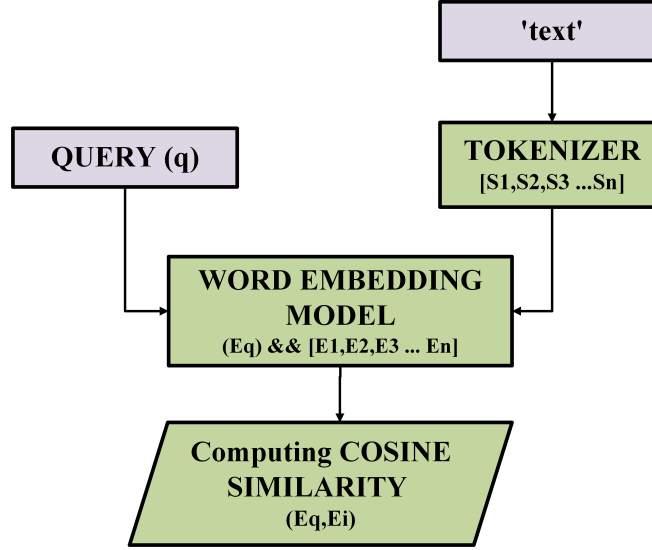 'text'
QUERY (q)
TOKENIZER
[S1,S2,S3 ...Sn]
WORD EMBEDDING
MODEL
(Eq) && [E1,E2,E3 ... En]
Computing COSINE
SIMILARITY
(Eq,Ei)